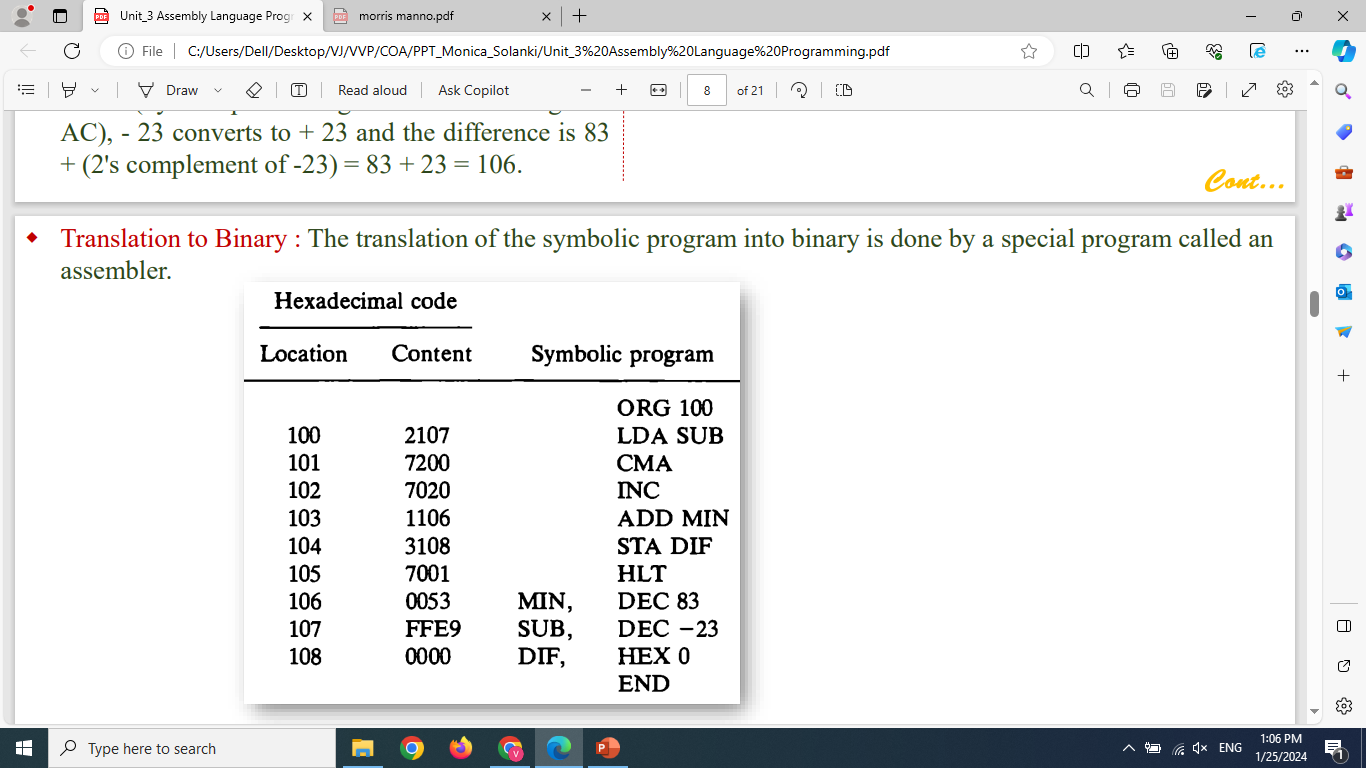 Unit_3 Assembly Language Prog
morris manno.pdf
File
C:/Users/Dell/Desktop/VJ/VVP/COA/PPT_Monica_Solanki/Unit_3%20Assembly%20Language%20Programming.pdf
Draw
Read aloud
Ask Copilot
8
of 21
AC), - 23 converts to + 23 and the difference is 83
+ (2's complement of -23) = 83 + 23 = 106.
Cont...
Translation to Binary : The translation of the symbolic program into binary is done by a special program called an
assembler.
Hexadecimal code
Location Content Symbolic program
ORG 100
100 2107 LDA SUB
101 7200 CMA
102 7020 INC
103 1106 ADD MIN
104 3108 STA DIF
105 7001 HLT
106 0053 MIN, DEC 83
107 FFE9 SUB, DEC −23
108 0000 DIF, HEX 0
END
Type here to search
ENG
1:06 PM
1/25/2024
1